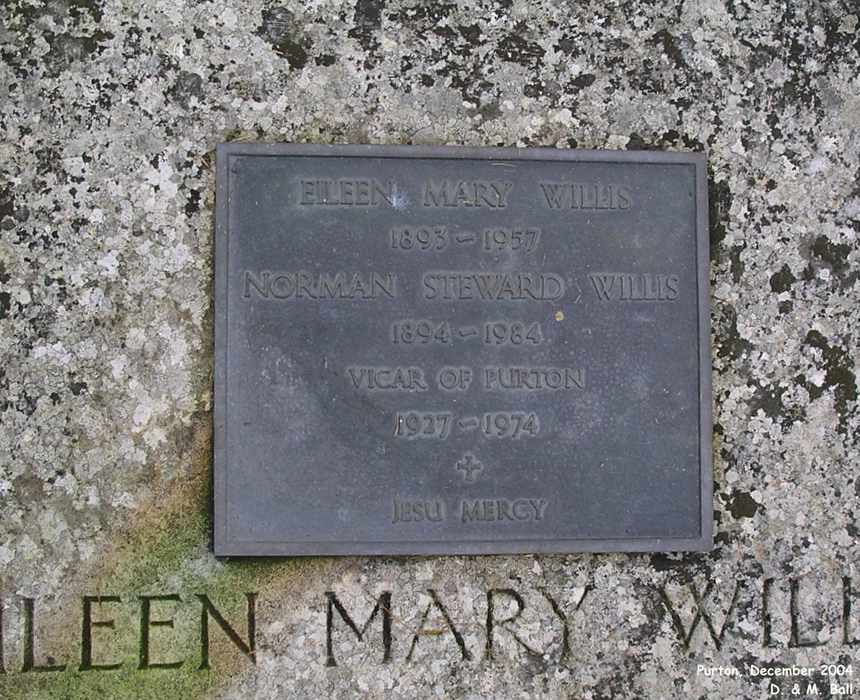 EILEEN MARY WILLIS
1893 – 1957
NORMAN STEWARD WILLIS
1894 – 1984
VICAR OF PURTON
1927 – 1974
JESU MERCY
EILEEN MARY WILL
Purton, December 2004
D. & M. Ball